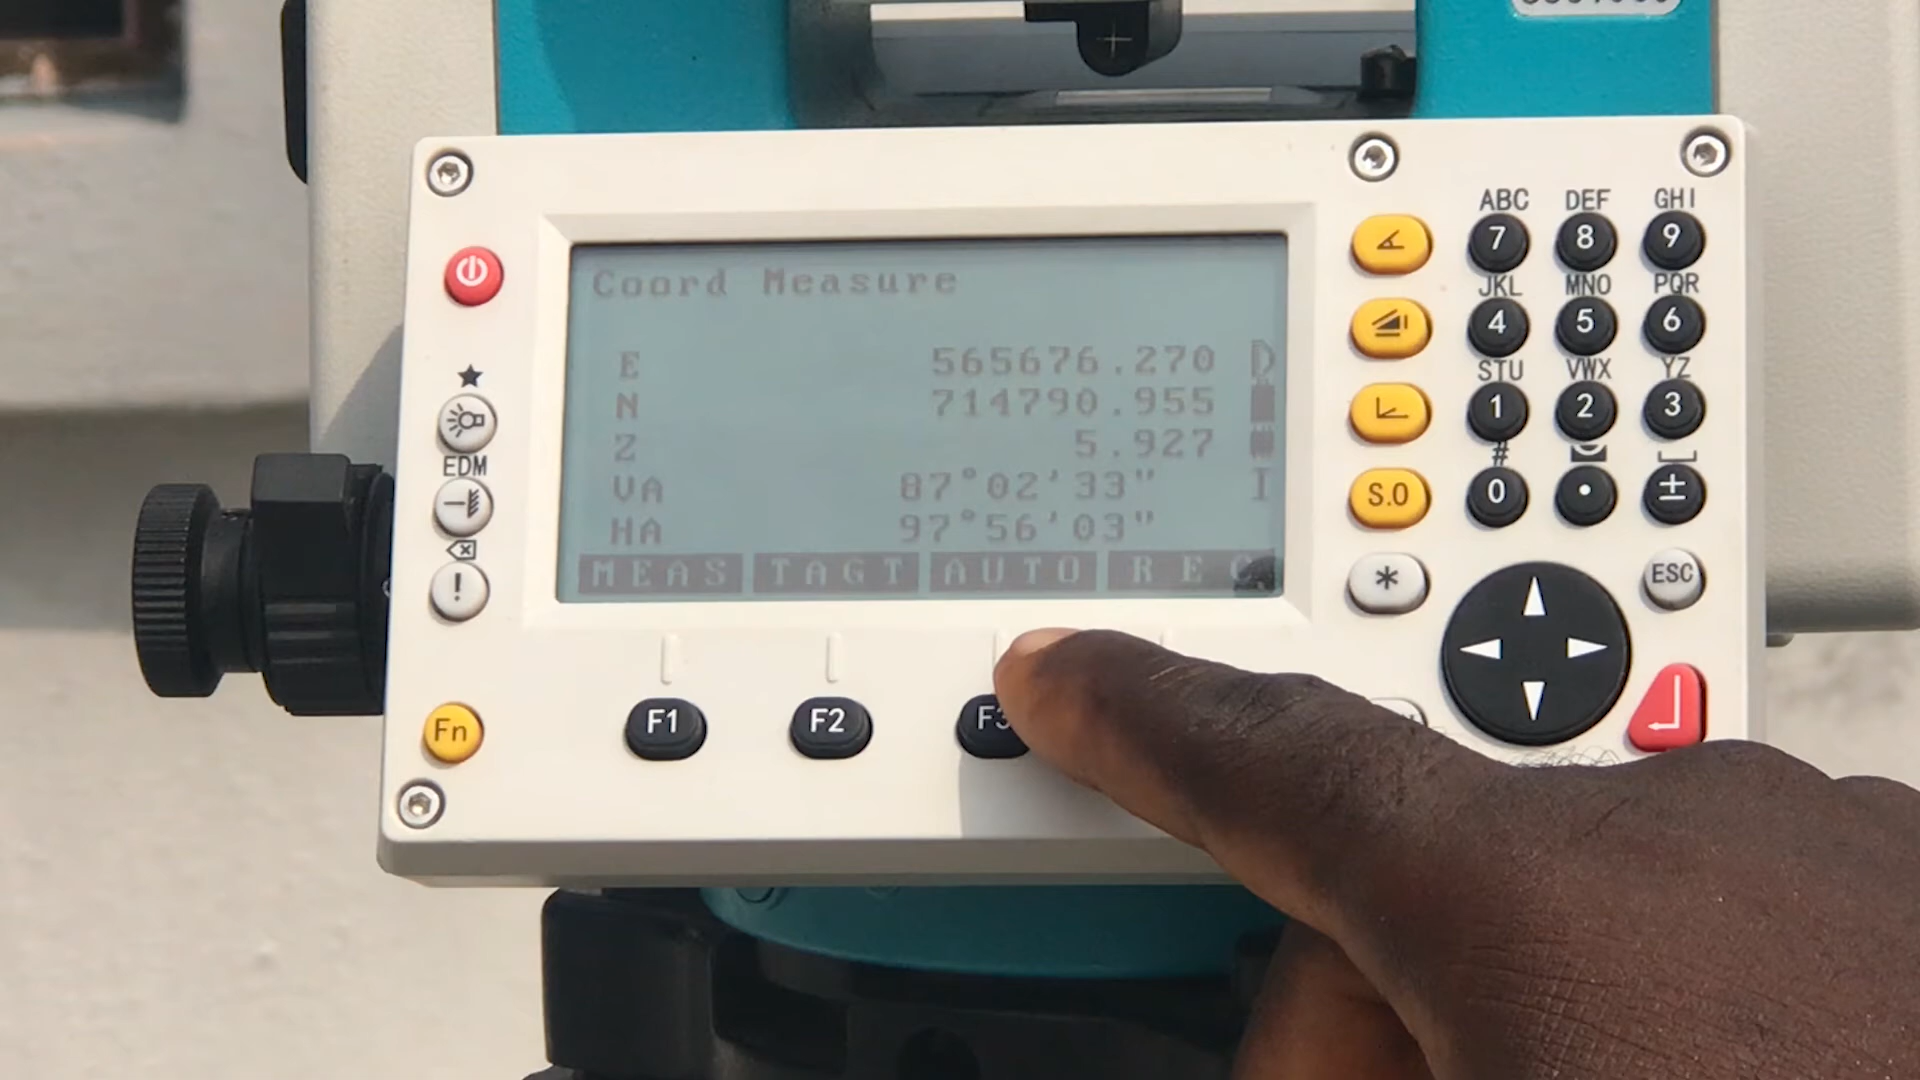 Coord Measure
E 565676.270
N 714790.955
Z 5.927
VA 87°02'33" I
HA 97°56'03"
MEAS TAGT AUTO REC
EDM
!
Fn
F1 F2 F3
ABC DEF GHI
7 8 9
JKL MNO PQR
4 5 6
STU VWX YZ
1 2 3
#
S.O 0 . ±
* ESC